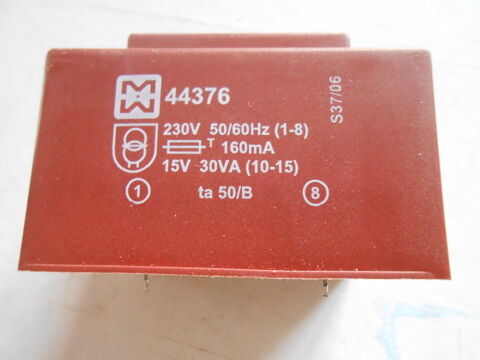 44376
230V 50/60Hz (1-8)
T 160mA
15V 30VA (10-15)
1 ta 50/B 8
S37/06